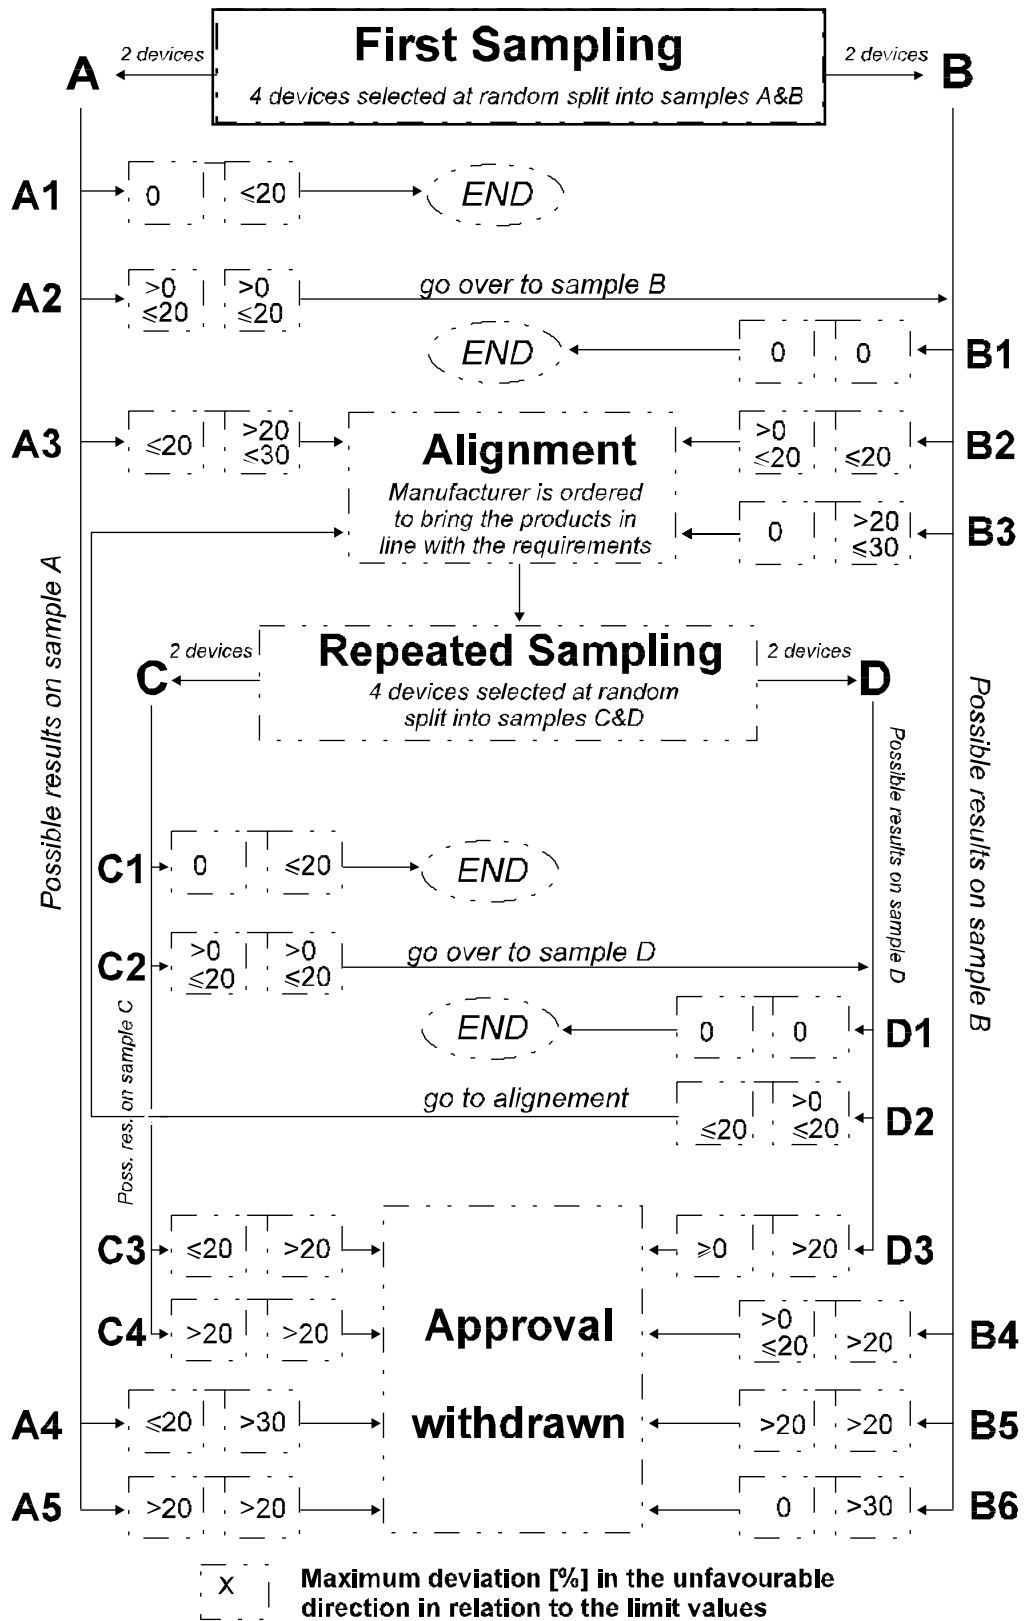 First Sampling
4 devices selected at random split into samples A&B
A
2 devices
2 devices
B
A1
0
≤20
END
A2
>0
≤20
>0
≤20
go over to sample B
END
0
0
B1
A3
≤20
>20
≤30
Alignment
Manufacturer is ordered
to bring the products in
line with the requirements
>0
≤20
≤20
B2
0
>20
≤30
B3
Possible results on sample A
C
2 devices
Repeated Sampling
4 devices selected at random
split into samples C&D
2 devices
D
Possible results on sample D
Possible results on sample B
C1
0
≤20
END
C2
>0
≤20
>0
≤20
go over to sample D
Poss. res. on sample C
END
0
0
D1
go to alignement
≤20
>0
≤20
D2
C3
≤20
>20
≥0
>20
D3
C4
>20
>20
Approval
withdrawn
>0
≤20
>20
B4
A4
≤20
>30
>20
>20
B5
A5
>20
>20
0
>30
B6
X
Maximum deviation [%] in the unfavourable
direction in relation to the limit values